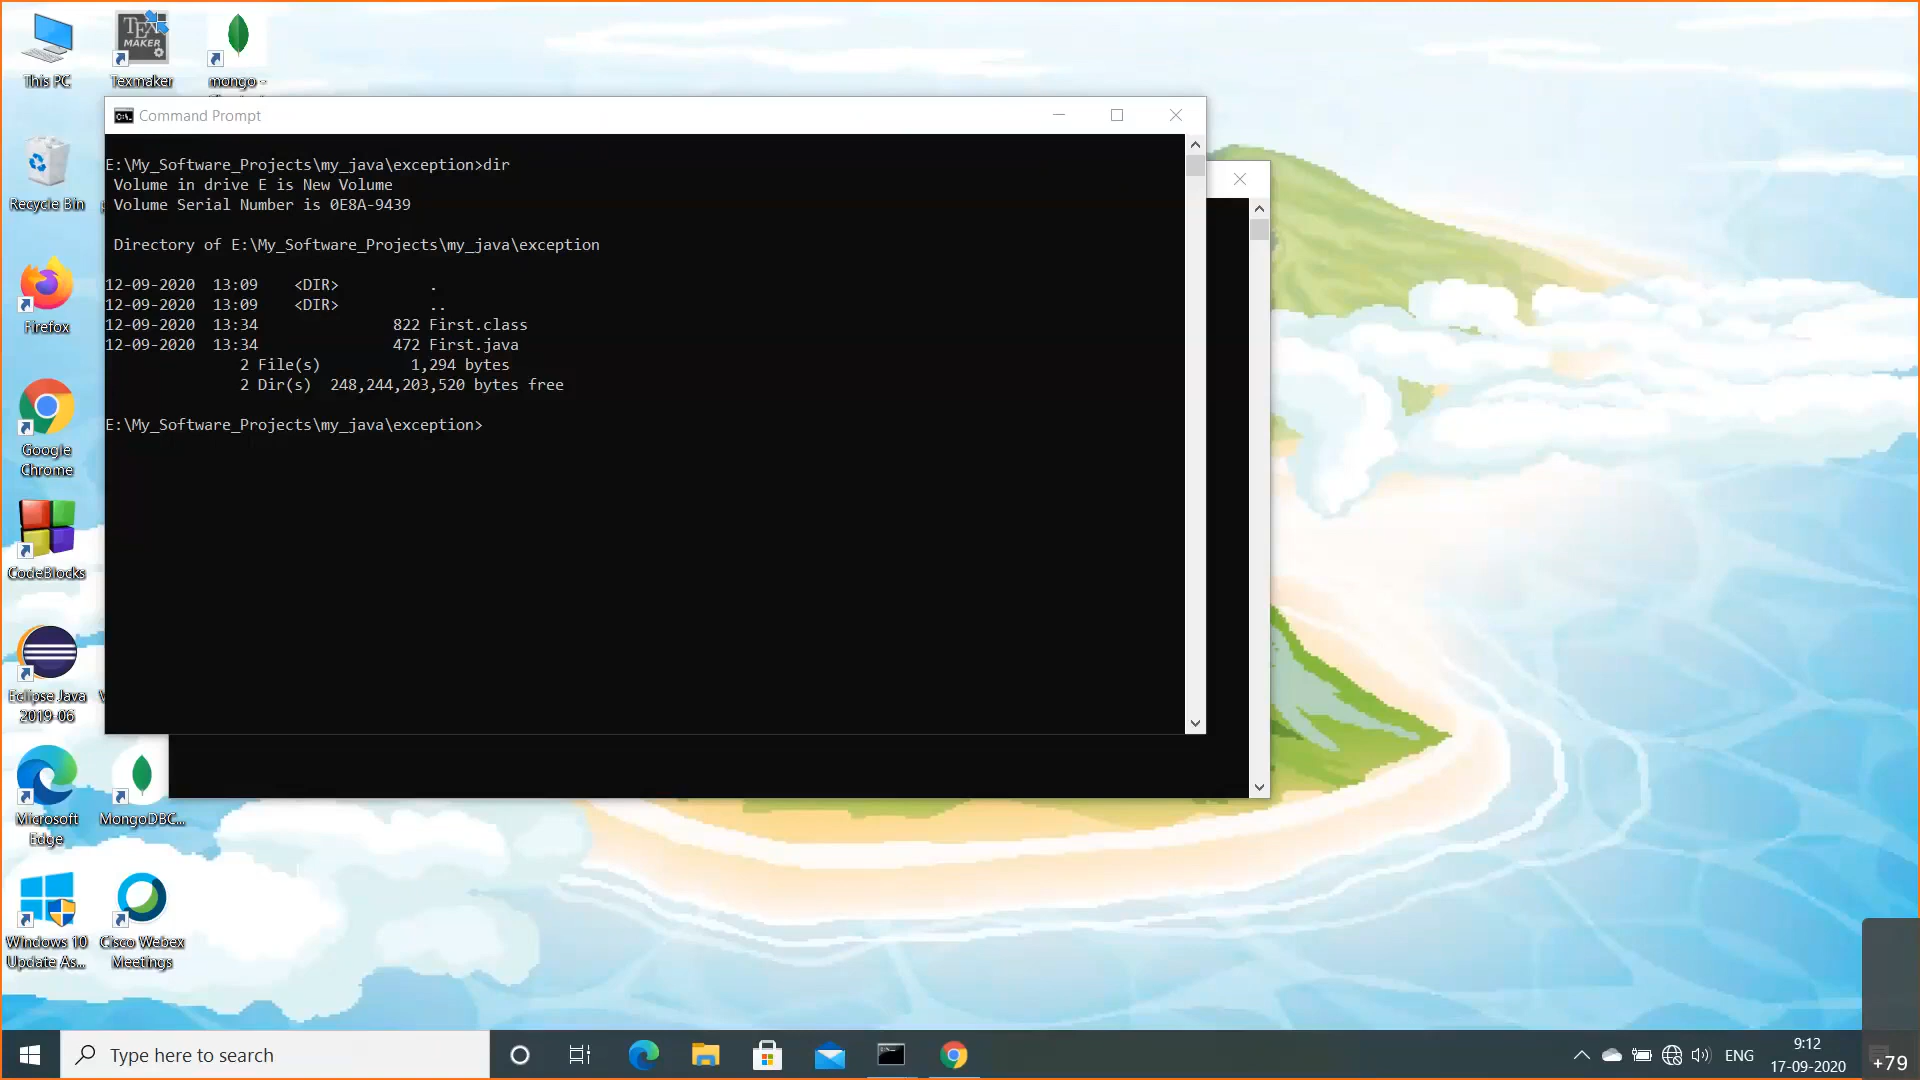 This PC
TEX
MAKER
Texmaker
mongo -
Command Prompt
E:\My_Software_Projects\my_java\exception>dir
Volume in drive E is New Volume
Volume Serial Number is 0E8A-9439
Directory of E:\My_Software_Projects\my_java\exception
12-09-2020 13:09 <DIR> .
12-09-2020 13:09 <DIR> ..
12-09-2020 13:34 822 First.class
12-09-2020 13:34 472 First.java
2 File(s) 1,294 bytes
2 Dir(s) 248,244,203,520 bytes free
E:\My_Software_Projects\my_java\exception>
Recycle Bin
Firefox
Google
Chrome
CodeBlocks
Eclipse Java
2019-06
Microsoft
Edge
MongoDBC...
Windows 10
Update As...
Cisco Webex
Meetings
Type here to search
ENG
9:12
17-09-2020
+79